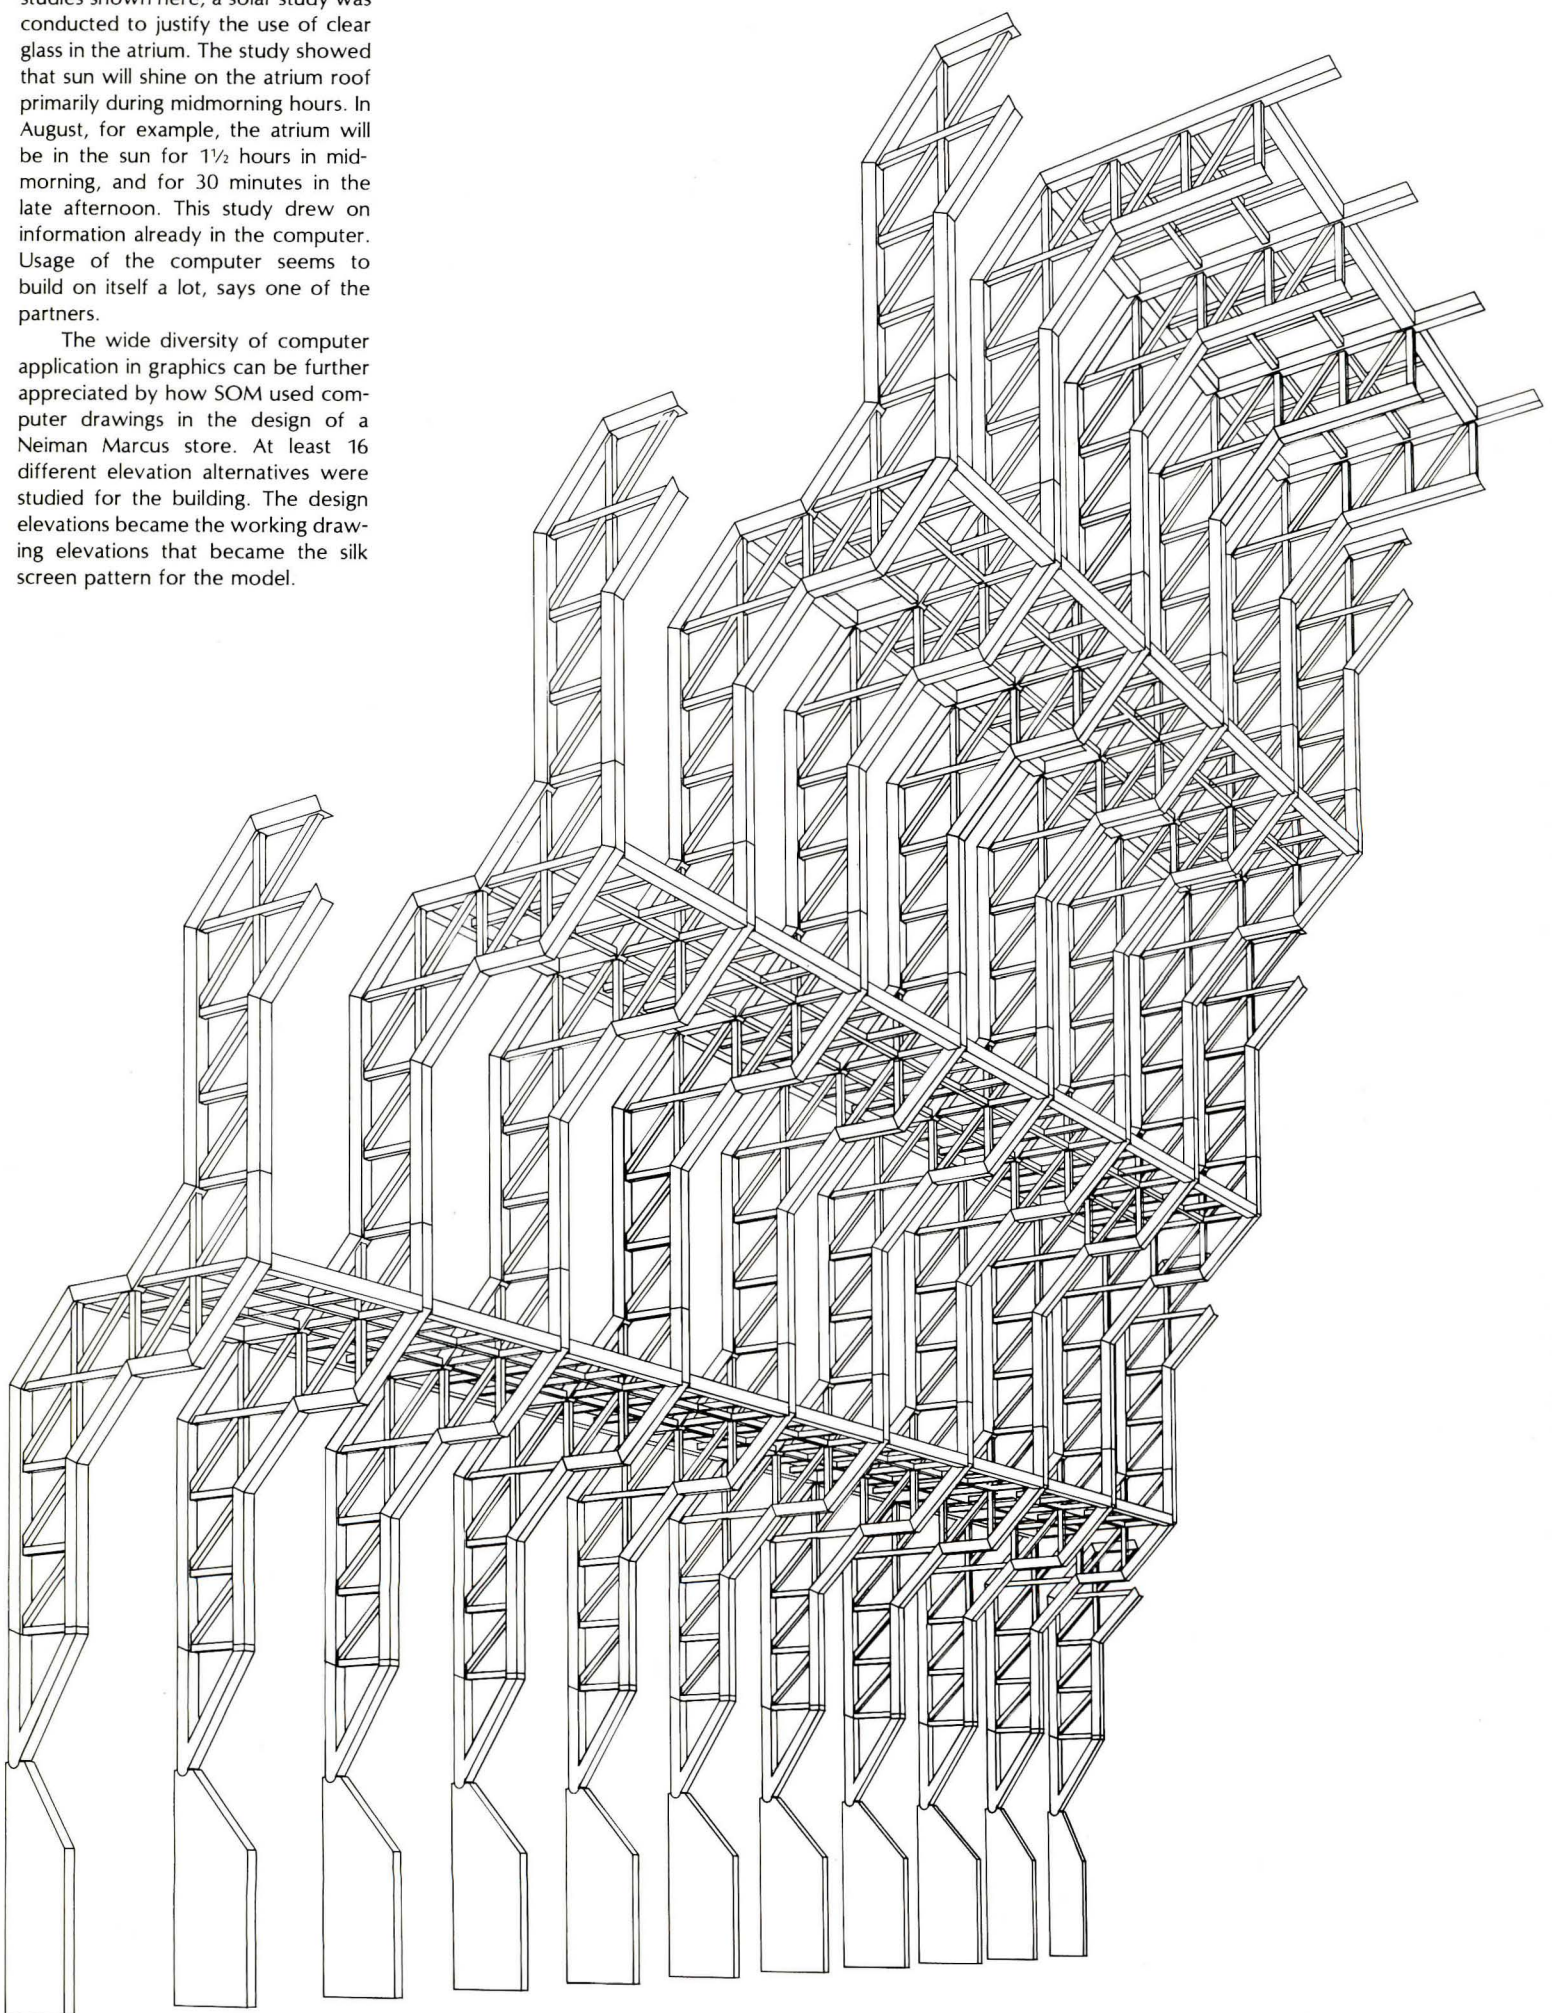 studies shown here, a solar study was
conducted to justify the use of clear
glass in the atrium. The study showed
that sun will shine on the atrium roof
primarily during midmorning hours. In
August, for example, the atrium will
be in the sun for 1½ hours in mid-
morning, and for 30 minutes in the
late afternoon. This study drew on
information already in the computer.
Usage of the computer seems to
build on itself a lot, says one of the
partners.
The wide diversity of computer
application in graphics can be further
appreciated by how SOM used com-
puter drawings in the design of a
Neiman Marcus store. At least 16
different elevation alternatives were
studied for the building. The design
elevations became the working draw-
ing elevations that became the silk
screen pattern for the model.